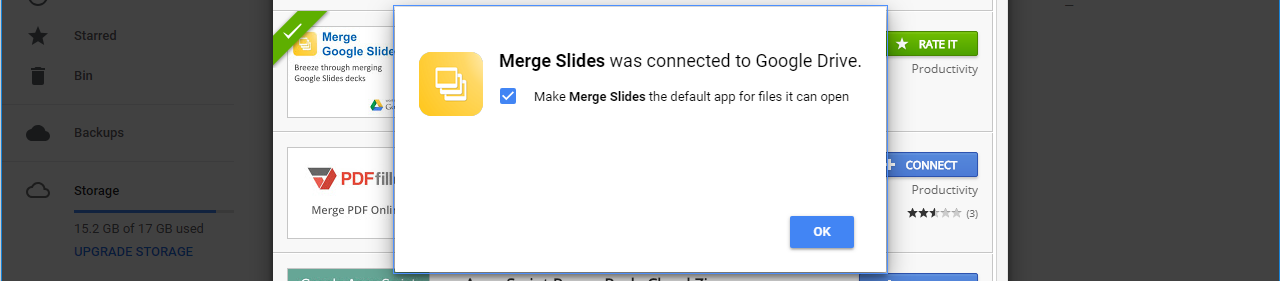 Starred
Bin
Backups
Storage
15.2 GB of 17 GB used
UPGRADE STORAGE
Merge
Google Slide
Breeze through merging
Google Slides decks
Merge PDF Onli
PDFfill
Merge Slides was connected to Google Drive.
Make Merge Slides the default app for files it can open
OK
RATE IT
Productivity
CONNECT
Productivity
(3)